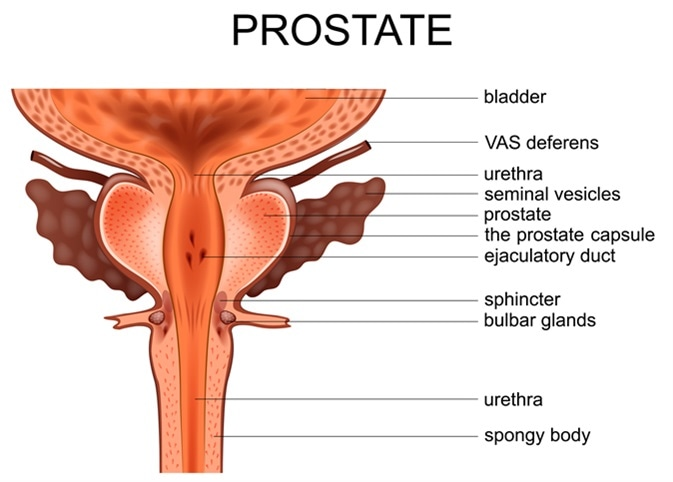 PROSTATE
bladder
VAS deferens
urethra
seminal vesicles
prostate
the prostate capsule
ejaculatory duct
sphincter
bulbar glands
urethra
spongy body